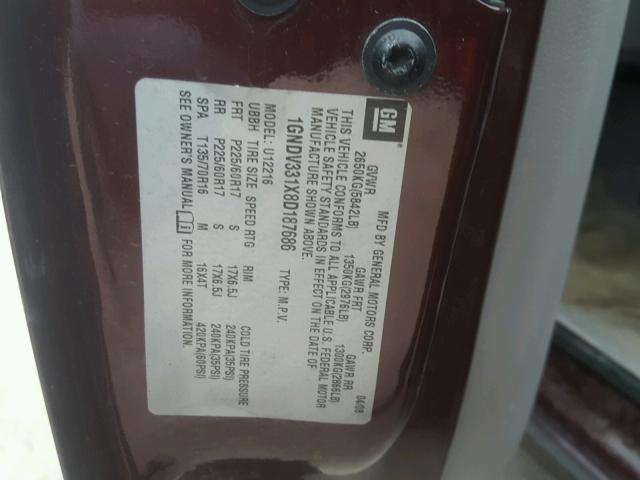 GM
MFD BY GENERAL MOTORS CORP. 04/08
GVWR GAWR FRT GAWR RR
2650KG(5842LB) 1350KG(2976LB) 1300KG(2866LB)
THIS VEHICLE CONFORMS TO ALL APPLICABLE U.S. FEDERAL MOTOR
VEHICLE SAFETY STANDARDS IN EFFECT ON THE DATE OF
MANUFACTURE SHOWN ABOVE.
1GNDV331X8D187686 TYPE: M.P.V.
MODEL: U12216
UBBH TIRE SIZE SPEED RTG RIM COLD TIRE PRESSURE
FRT P225/60R17 S 17X6.5J 240KPA(35PSI)
RR P225/60R17 S 17X6.5J 240KPA(35PSI)
SPA T135/70R16 M 16X4T 420KPA(60PSI)
SEE OWNER'S MANUAL FOR MORE INFORMATION.